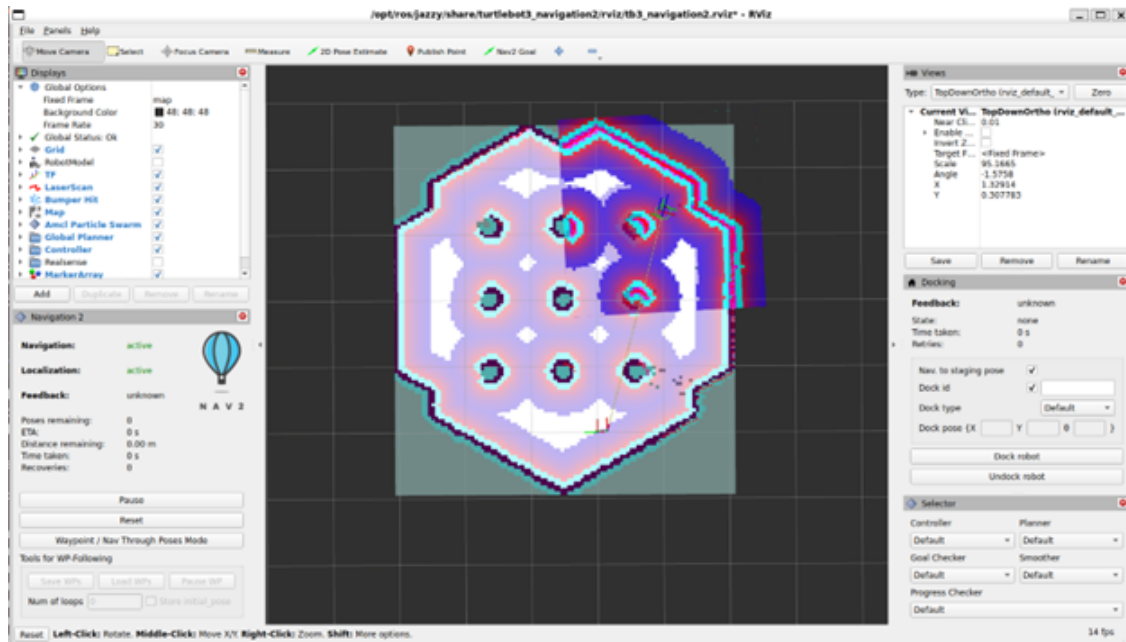 /opt/ros/jazzy/share/turtlebot3_navigation2/rviz/tb3_navigation2.rviz* - RViz
File Panels Help
Move Camera Select Focus Camera Measure 2D Pose Estimate Publish Point Nav2 Goal
Displays
Global Options
Fixed Frame map
Background Color 48; 48; 48
Frame Rate 30
Global Status: Ok
Grid
RobotModel
TF
LaserScan
Bumper Hit
Map
Amcl Particle Swarm
Global Planner
Controller
Realsense
MarkerArray
Add Duplicate Remove Rename
Navigation 2
Navigation: active
Localization: active
Feedback: unknown
NAV2
Poses remaining: 0
ETA: 0 s
Distance remaining: 0.00 m
Time taken: 0 s
Recoveries: 0
Pause
Reset
Waypoint / Nav Through Poses Mode
Tools for WP-Following
Save WPs Load WPs Pause WP
Num of loops 0 Store initial_pose
Views
Type: TopDownOrtho (rviz_default_ Zero
Current Vi... TopDownOrtho (rviz_default_...
Near Cli... 0.01
Enable ...
Invert Z...
Target F... <Fixed Frame>
Scale 95.1665
Angle -1.5758
X 1.32914
Y 0.307783
Save Remove Rename
Docking
Feedback: unknown
State: none
Time taken: 0 s
Retries: 0
Nav. to staging pose
Dock id
Dock type Default
Dock pose {X Y θ }
Dock robot
Undock robot
Selector
Controller Planner
Default Default
Goal Checker Smoother
Default Default
Progress Checker
Default
Reset Left-Click: Rotate. Middle-Click: Move X/Y. Right-Click: Zoom. Shift: More options. 14 fps